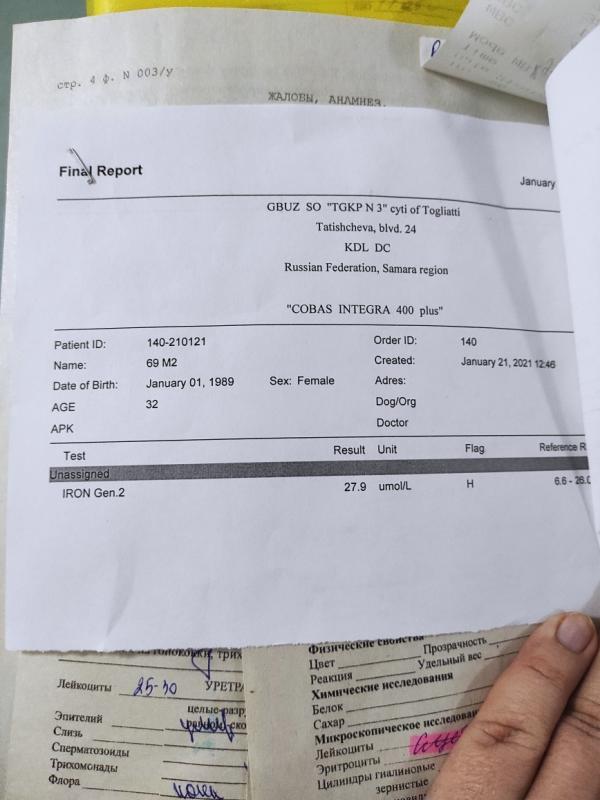 стр. 4 ф. N 003/у
ЖАЛОБЫ, АНАМНЕЗ.
Final Report
January
GBUZ SO "TGKP N 3" cyti of Togliatti
Tatishcheva, blvd. 24
KDL DC
Russian Federation, Samara region
"COBAS INTEGRA 400 plus"
Patient ID: 140-210121 Order ID: 140
Name: 69 M2 Created: January 21, 2021 12:46
Date of Birth: January 01, 1989 Sex: Female Adres:
AGE 32 Dog/Org
APK Doctor
Test Result Unit Flag Reference R
Unassigned
IRON Gen.2 27.9 umol/L H 6.6 - 26.0
Лейкоциты 25-30 УРЕТРА
целые-разр
Эпителий
Слизь
Сперматозоиды
Трихомонады
Флора
Физические свойства
Цвет Прозрачность
Реакция Удельный вес
Химические исследования
Белок
Сахар
Микроскопическое исследован
Лейкоциты
Эритроциты
Цилиндры гиалиновые
зернистые